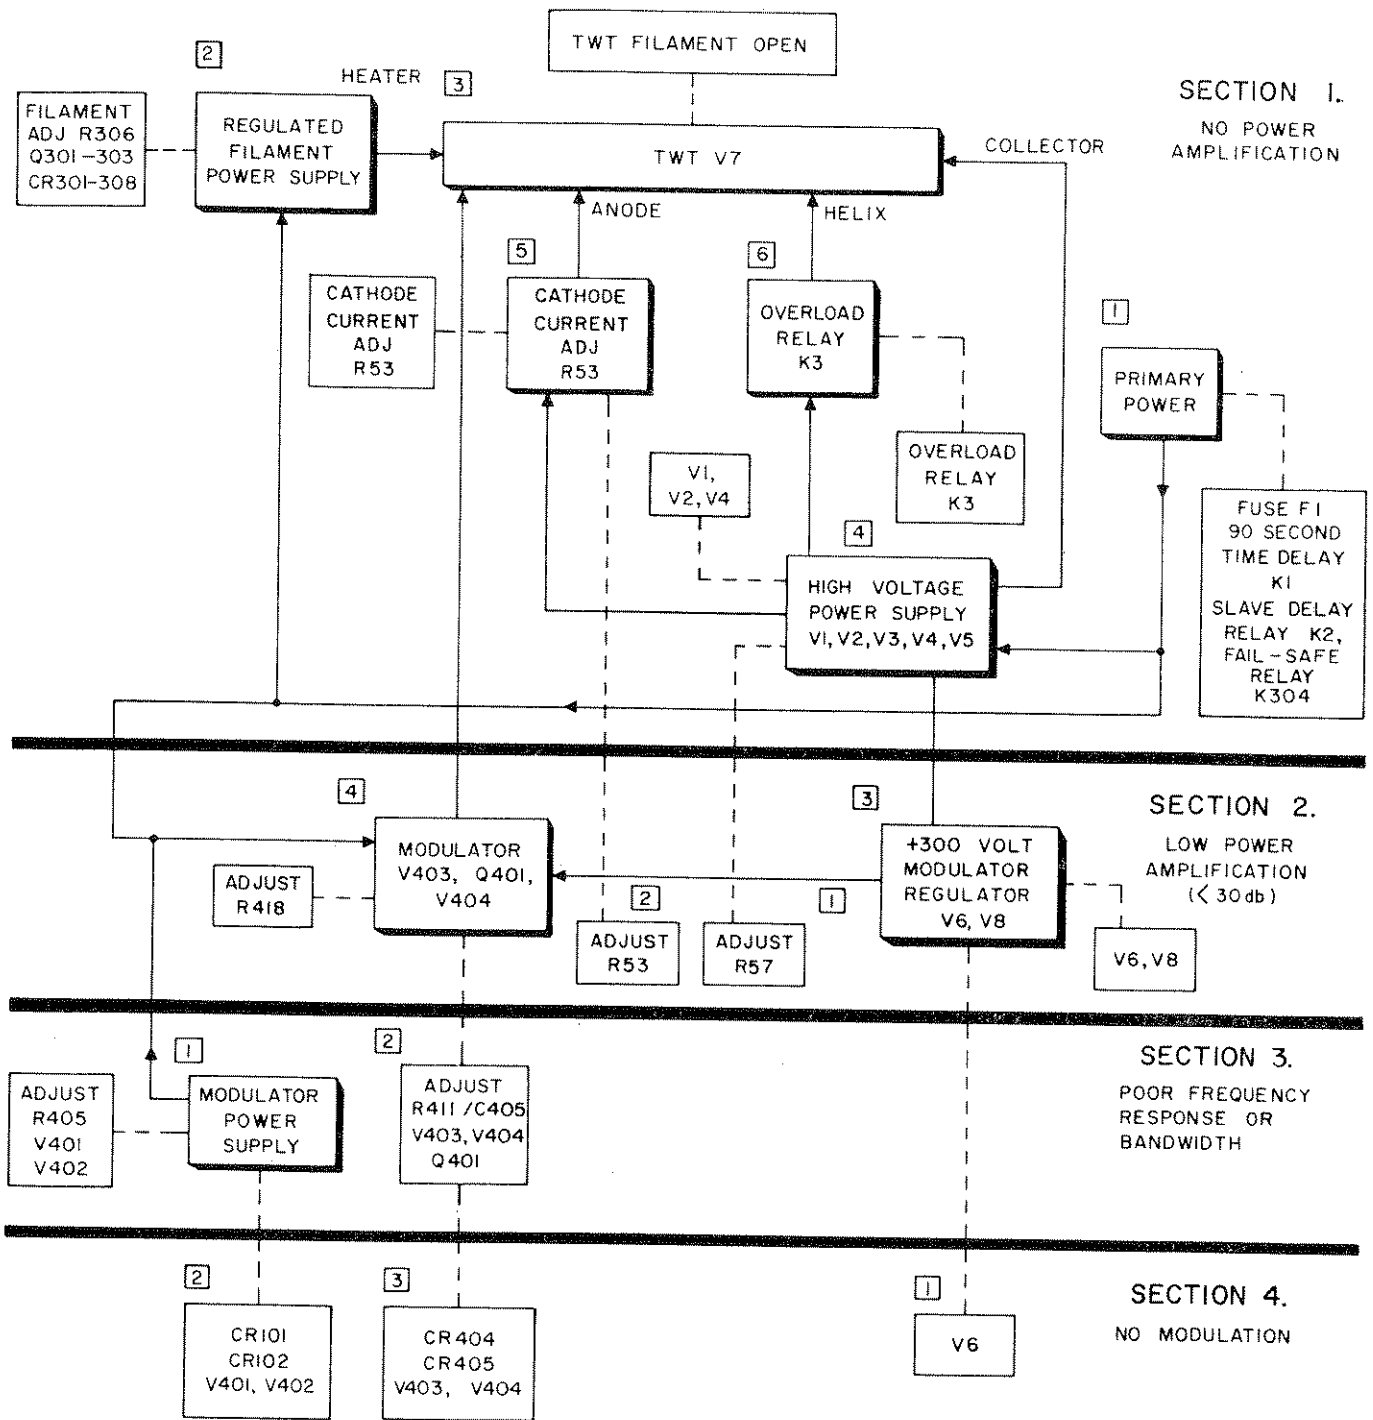 TWT FILAMENT OPEN
2
HEATER
3
SECTION 1.
NO POWER
AMPLIFICATION
FILAMENT
ADJ R306
Q301-303
CR301-308
REGULATED
FILAMENT
POWER SUPPLY
TWT V7
COLLECTOR
ANODE
HELIX
5
6
CATHODE
CURRENT
ADJ
R53
CATHODE
CURRENT
ADJ
R53
OVERLOAD
RELAY
K3
1
PRIMARY
POWER
OVERLOAD
RELAY
K3
V1,
V2, V4
FUSE F1
90 SECOND
TIME DELAY
K1
SLAVE DELAY
RELAY K2,
FAIL-SAFE
RELAY
K304
4
HIGH VOLTAGE
POWER SUPPLY
V1, V2, V3, V4, V5
SECTION 2.
LOW POWER
AMPLIFICATION
(< 30db)
4
MODULATOR
V403, Q401,
V404
ADJUST
R418
2
ADJUST
R53
1
ADJUST
R57
3
+300 VOLT
MODULATOR
REGULATOR
V6, V8
V6, V8
SECTION 3.
POOR FREQUENCY
RESPONSE OR
BANDWIDTH
1
ADJUST
R405
V401
V402
MODULATOR
POWER
SUPPLY
2
ADJUST
R411 /C405
V403, V404
Q401
SECTION 4.
NO MODULATION
2
CR101
CR102
V401, V402
3
CR404
CR405
V403, V404
1
V6